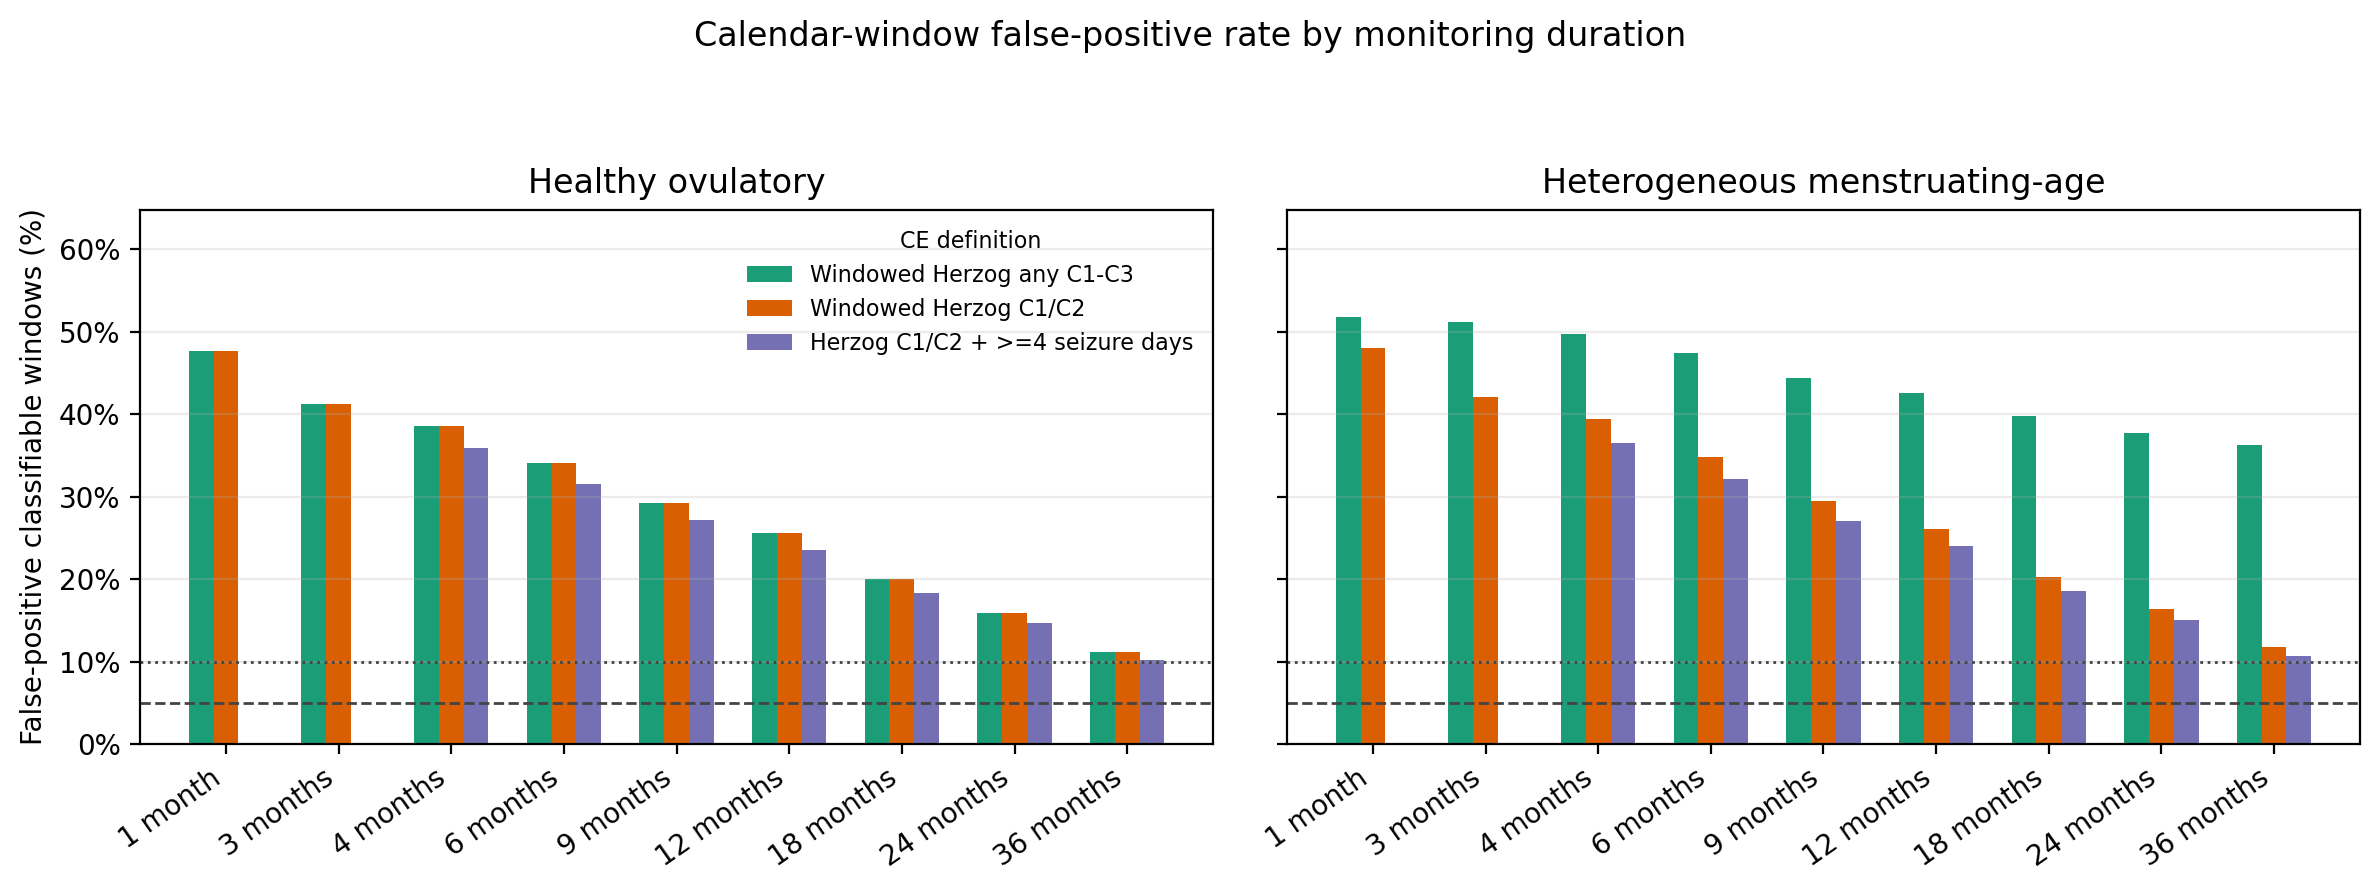 Calendar-window false-positive rate by monitoring duration
Healthy ovulatory
False-positive classifiable windows (%)
60%
50%
40%
30%
20%
10%
0%
CE definition
Windowed Herzog any C1-C3
Windowed Herzog C1/C2
Herzog C1/C2 + >=4 seizure days
1 month
3 months
4 months
6 months
9 months
12 months
18 months
24 months
36 months
Heterogeneous menstruating-age
1 month
3 months
4 months
6 months
9 months
12 months
18 months
24 months
36 months